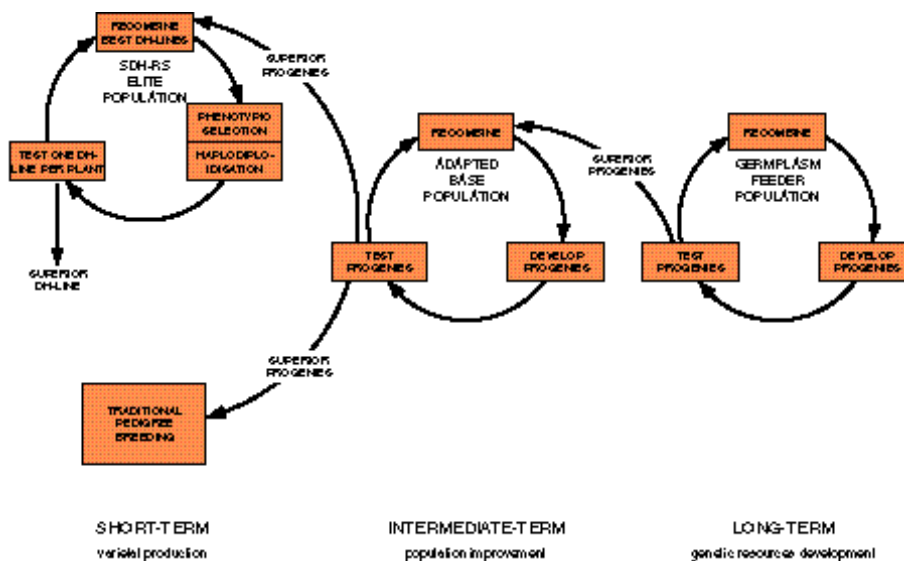 RECOMBINE
BEST DH-LINES
SDH-RS
ELITE
POPULATION
PHENOTYPIC
SELECTION
HAPLODIPLO-
IDISATION
TEST ONE DH-
LINE PER PLANT
SUPERIOR
DH-LINE
SUPERIOR
PROGENIES
RECOMBINE
ADAPTED
BASE
POPULATION
TEST
PROGENIES
DEVELOP
PROGENIES
SUPERIOR
PROGENIES
RECOMBINE
GERMPLASM
FEEDER
POPULATION
TEST
PROGENIES
DEVELOP
PROGENIES
SUPERIOR
PROGENIES
TRADITIONAL
PEDIGREE
BREEDING
SHORT-TERM
varietal production
INTERMEDIATE-TERM
population improvement
LONG-TERM
genetic resources development